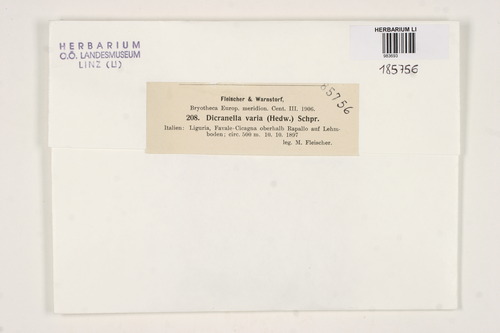 HERBARIUM
O.Ö. LANDESMUSEUM
LINZ (LI)
HERBARIUM LI
185756
85756
Fleischer & Warnstorf,
Bryotheca Europ. meridion. Cent. III. 1906.
208. Dicranella varia (Hedw.) Schpr.
Italien: Liguria, Favale-Cicagna oberhalb Rapallo auf Lehm-
boden; circ. 500 m. 10. 10. 1897
leg. M. Fleischer.